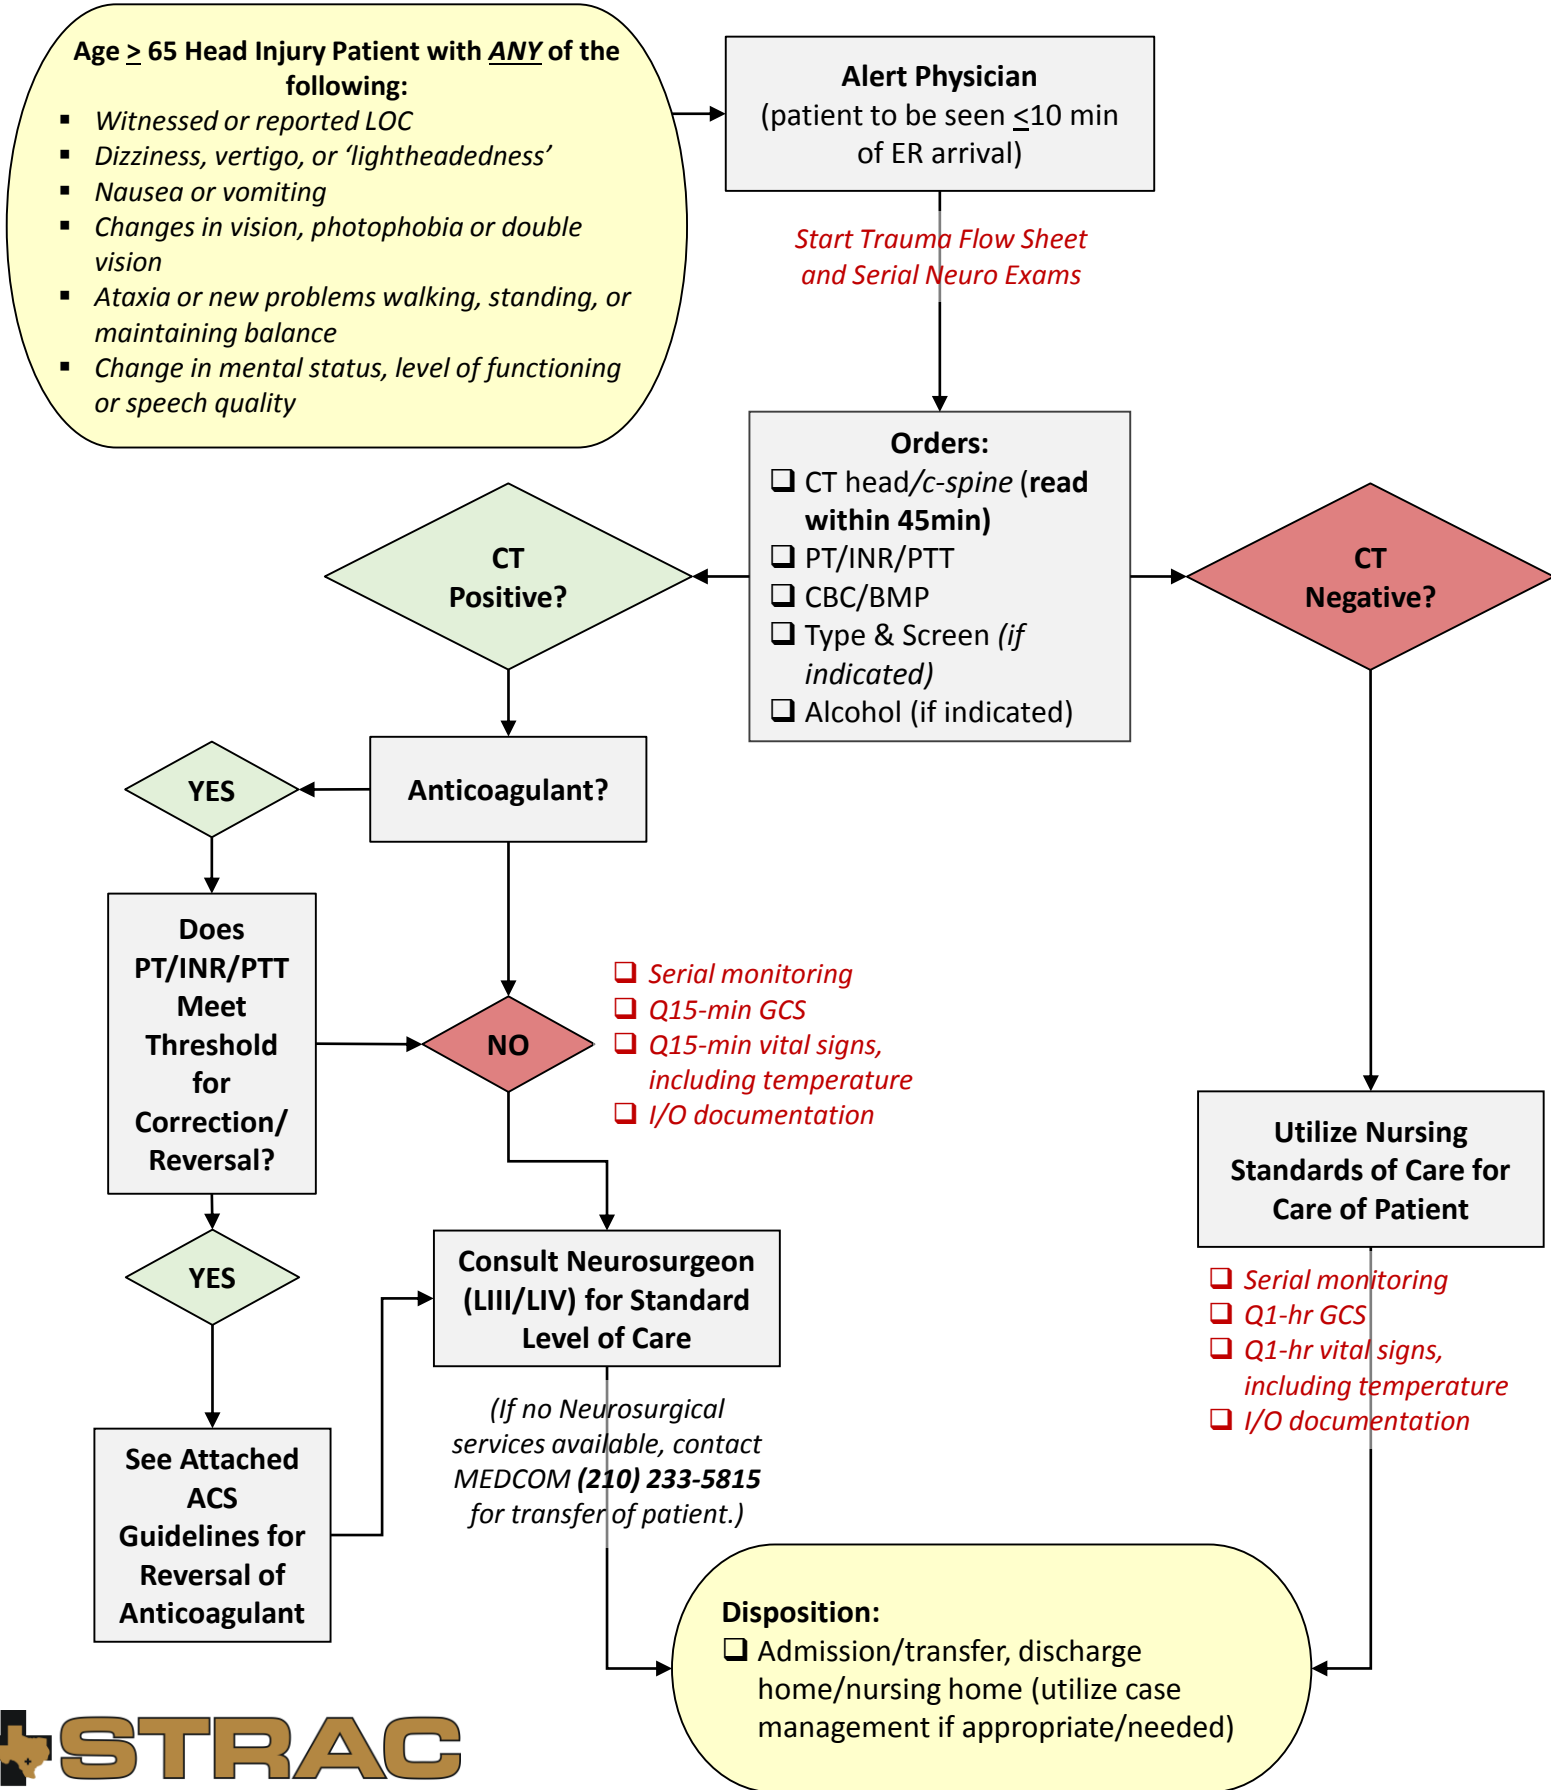 Age ≥ 65 Head Injury Patient with ANY of the
following:
▪ Witnessed or reported LOC
▪ Dizziness, vertigo, or ‘lightheadedness’
▪ Nausea or vomiting
▪ Changes in vision, photophobia or double
vision
▪ Ataxia or new problems walking, standing, or
maintaining balance
▪ Change in mental status, level of functioning
or speech quality
Alert Physician
(patient to be seen ≤10 min
of ER arrival)
Start Trauma Flow Sheet
and Serial Neuro Exams
Orders:
❑ CT head/c-spine (read
within 45min)
❑ PT/INR/PTT
❑ CBC/BMP
❑ Type & Screen (if
indicated)
❑ Alcohol (if indicated)
CT
Positive?
CT
Negative?
Anticoagulant?
YES
Does
PT/INR/PTT
Meet
Threshold
for
Correction/
Reversal?
NO
❑ Serial monitoring
❑ Q15-min GCS
❑ Q15-min vital signs,
including temperature
❑ I/O documentation
YES
See Attached
ACS
Guidelines for
Reversal of
Anticoagulant
Consult Neurosurgeon
(LIII/LIV) for Standard
Level of Care
(If no Neurosurgical
services available, contact
MEDCOM (210) 233-5815
for transfer of patient.)
Utilize Nursing
Standards of Care for
Care of Patient
❑ Serial monitoring
❑ Q1-hr GCS
❑ Q1-hr vital signs,
including temperature
❑ I/O documentation
Disposition:
❑ Admission/transfer, discharge
home/nursing home (utilize case
management if appropriate/needed)
STRAC